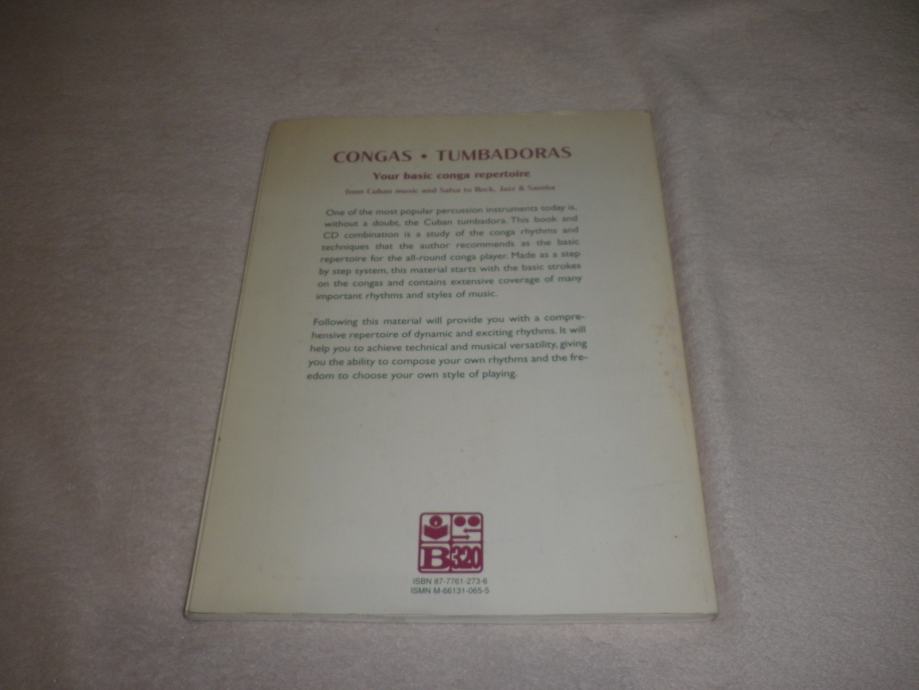 CONGAS • TUMBADORAS
Your basic conga repertoire
from Cuban music and Salsa to Rock, Jazz & Samba
One of the most popular percussion instruments today is,
without a doubt, the Cuban tumbadora. This book and
CD combination is a study of the conga rhythms and
techniques that the author recommends as the basic
repertoire for the all-round conga player. Made as a step
by step system, this material starts with the basic strokes
on the congas and contains extensive coverage of many
important rhythms and styles of music.
Following this material will provide you with a compre-
hensive repertoire of dynamic and exciting rhythms. It will
help you to achieve technical and musical versatility, giving
you the ability to compose your own rhythms and the fre-
edom to choose your own style of playing.
B320
ISBN 87-7761-273-6
ISMN M-66131-065-5